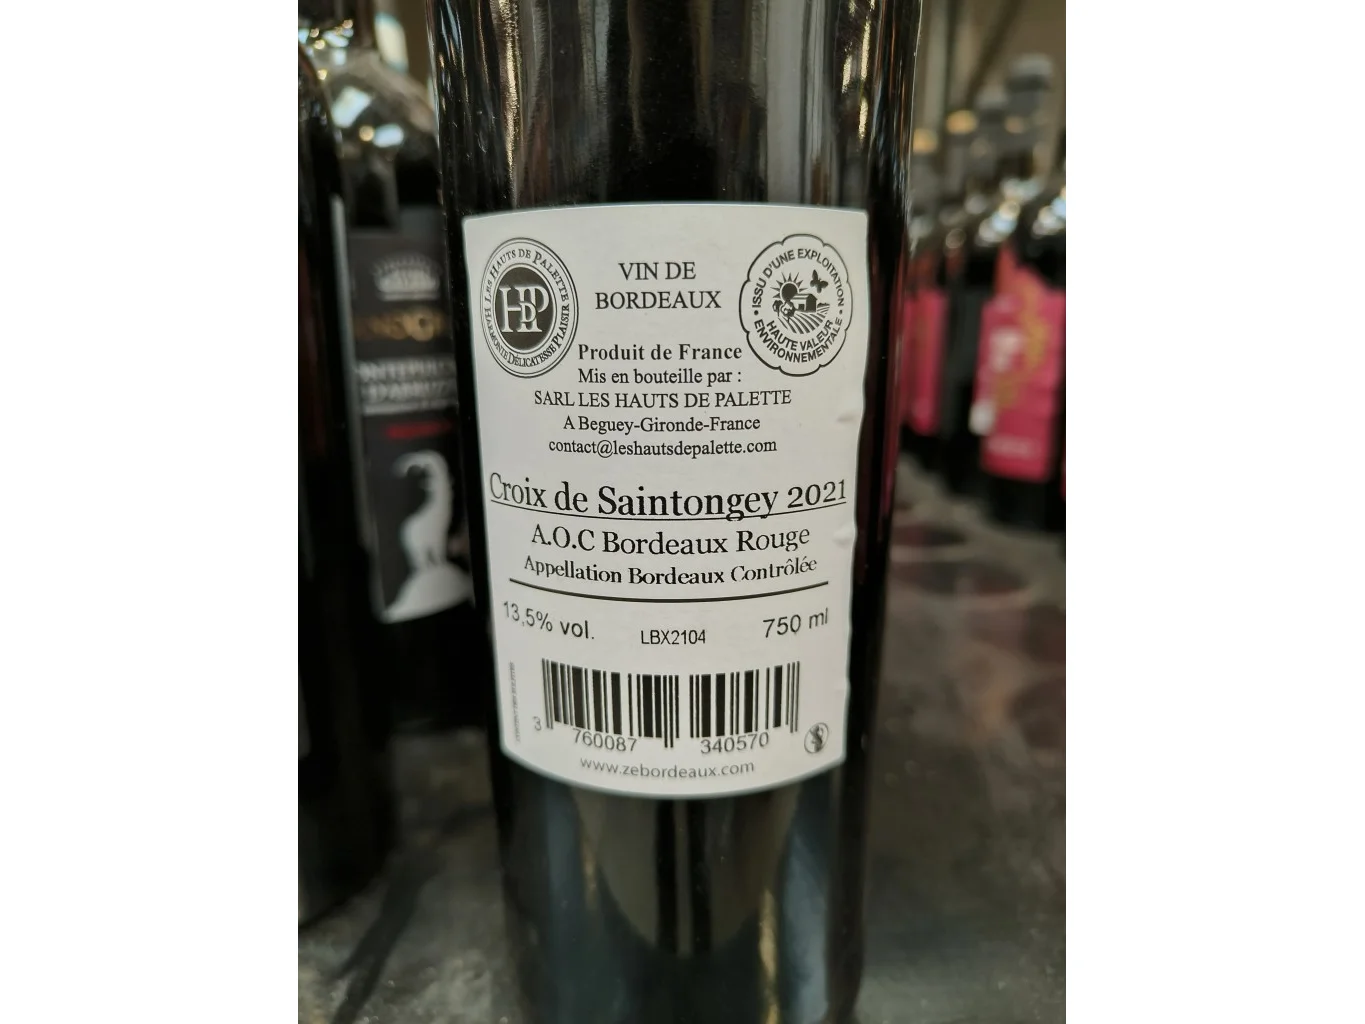 LES HAUTS DE PALETTE
HARMONIE DÉLICATESSE PLAISIR
HDP
VIN DE
BORDEAUX
ISSU D'UNE EXPLOITATION
HAUTE VALEUR
ENVIRONNEMENTALE
Produit de France
Mis en bouteille par :
SARL LES HAUTS DE PALETTE
A Beguey-Gironde-France
contact@leshautsdepalette.com
Croix de Saintongey 2021
A.O.C Bordeaux Rouge
Appellation Bordeaux Contrôlée
13,5% vol.
LBX2104
750 ml
3 760087 340570
www.zebordeaux.com